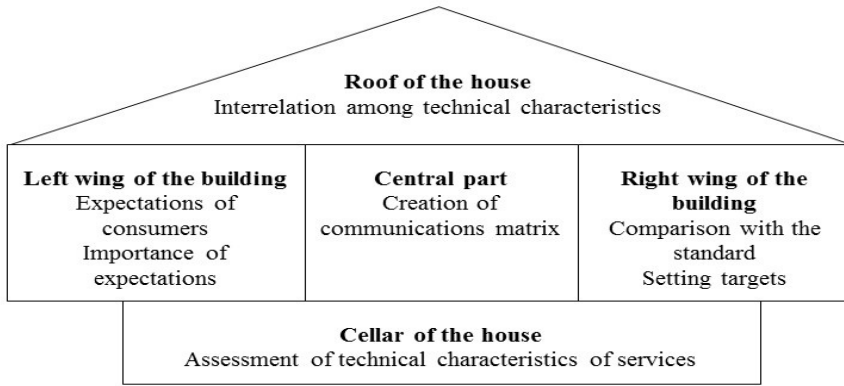 Roof of the house
Interrelation among technical characteristics
Left wing of the building
Expectations of
consumers
Importance of
expectations
Central part
Creation of
communications matrix
Right wing of the
building
Comparison with the
standard
Setting targets
Cellar of the house
Assessment of technical characteristics of services